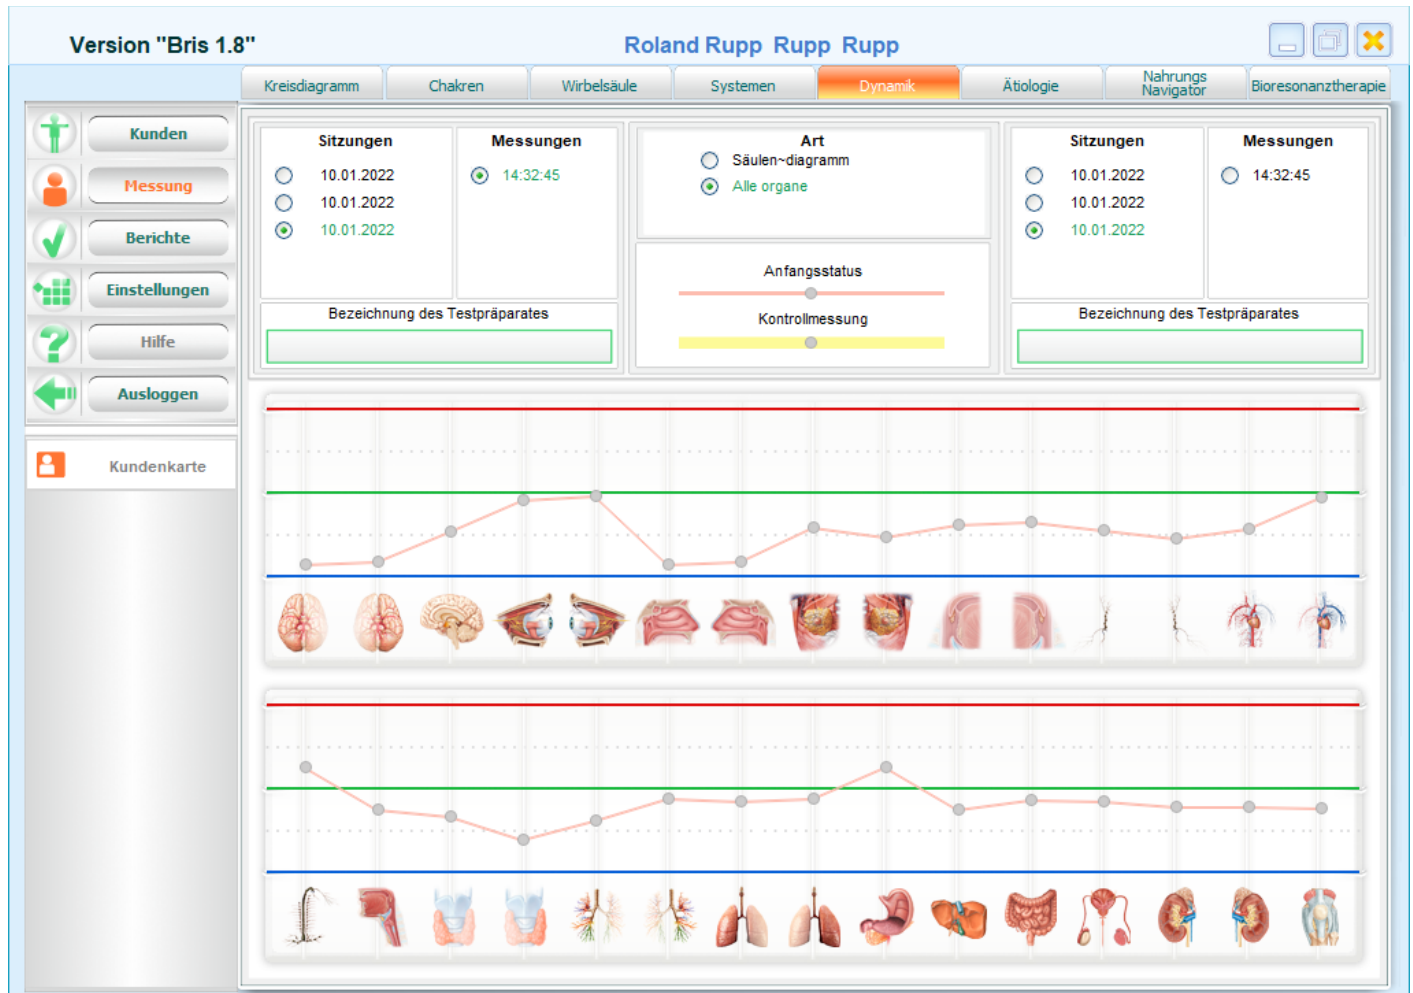 Version "Bris 1.8"
Roland Rupp  Rupp  Rupp
Kreisdiagramm
Chakren
Wirbelsäule
Systemen
Dynamik
Ätiologie
Nahrungs
Navigator
Bioresonanztherapie
Kunden
Messung
Berichte
Einstellungen
Hilfe
Ausloggen
Kundenkarte
Sitzungen
10.01.2022
10.01.2022
10.01.2022
Messungen
14:32:45
Bezeichnung des Testpräparates
Art
Säulen~diagramm
Alle organe
Anfangsstatus
Kontrollmessung
Sitzungen
10.01.2022
10.01.2022
10.01.2022
Messungen
14:32:45
Bezeichnung des Testpräparates